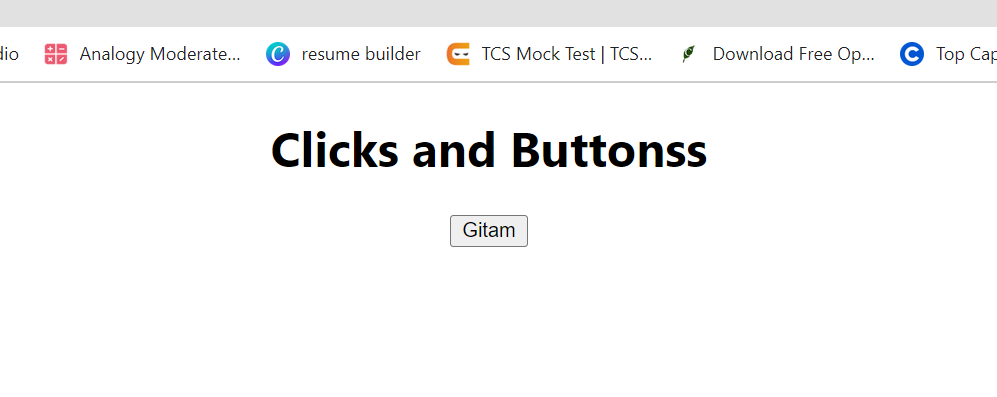 dio Analogy Moderate... resume builder TCS Mock Test | TCS... Download Free Op... Top Cap
Clicks and Buttonss
Gitam